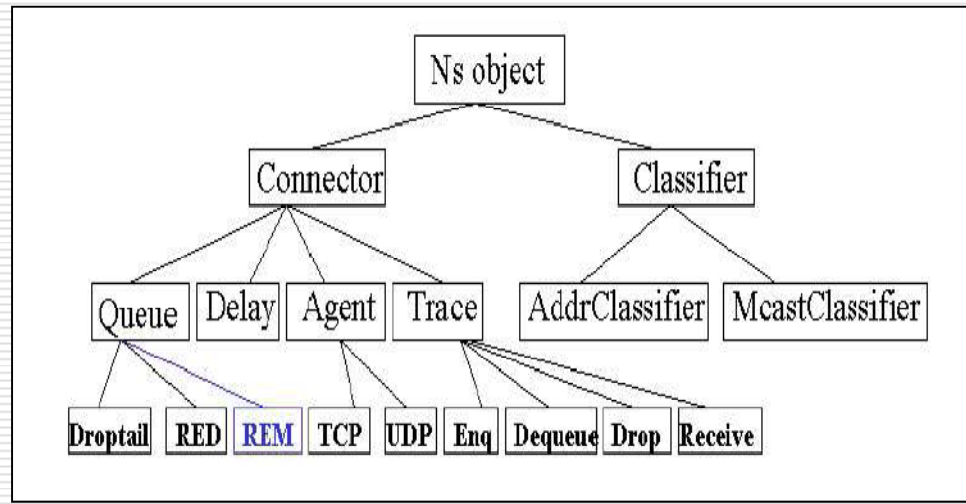 Ns object
Connector Classifier
Queue Delay Agent Trace AddrClassifier McastClassifier
Droptail RED REM TCP UDP Enq Dequeue Drop Receive